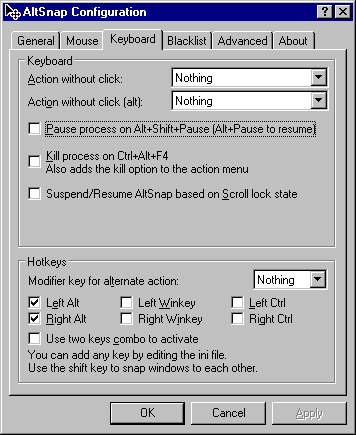 AltSnap Configuration
General Mouse Keyboard Blacklist Advanced About
Keyboard
Action without click: Nothing
Action without click (alt): Nothing
Pause process on Alt+Shift+Pause (Alt+Pause to resume)
Kill process on Ctrl+Alt+F4
Also adds the kill option to the action menu
Suspend/Resume AltSnap based on Scroll lock state
Hotkeys
Modifier key for alternate action: Nothing
Left Alt Left Winkey Left Ctrl
Right Alt Right Winkey Right Ctrl
Use two keys combo to activate
You can add any key by editing the ini file.
Use the shift key to snap windows to each other.
OK Cancel Apply